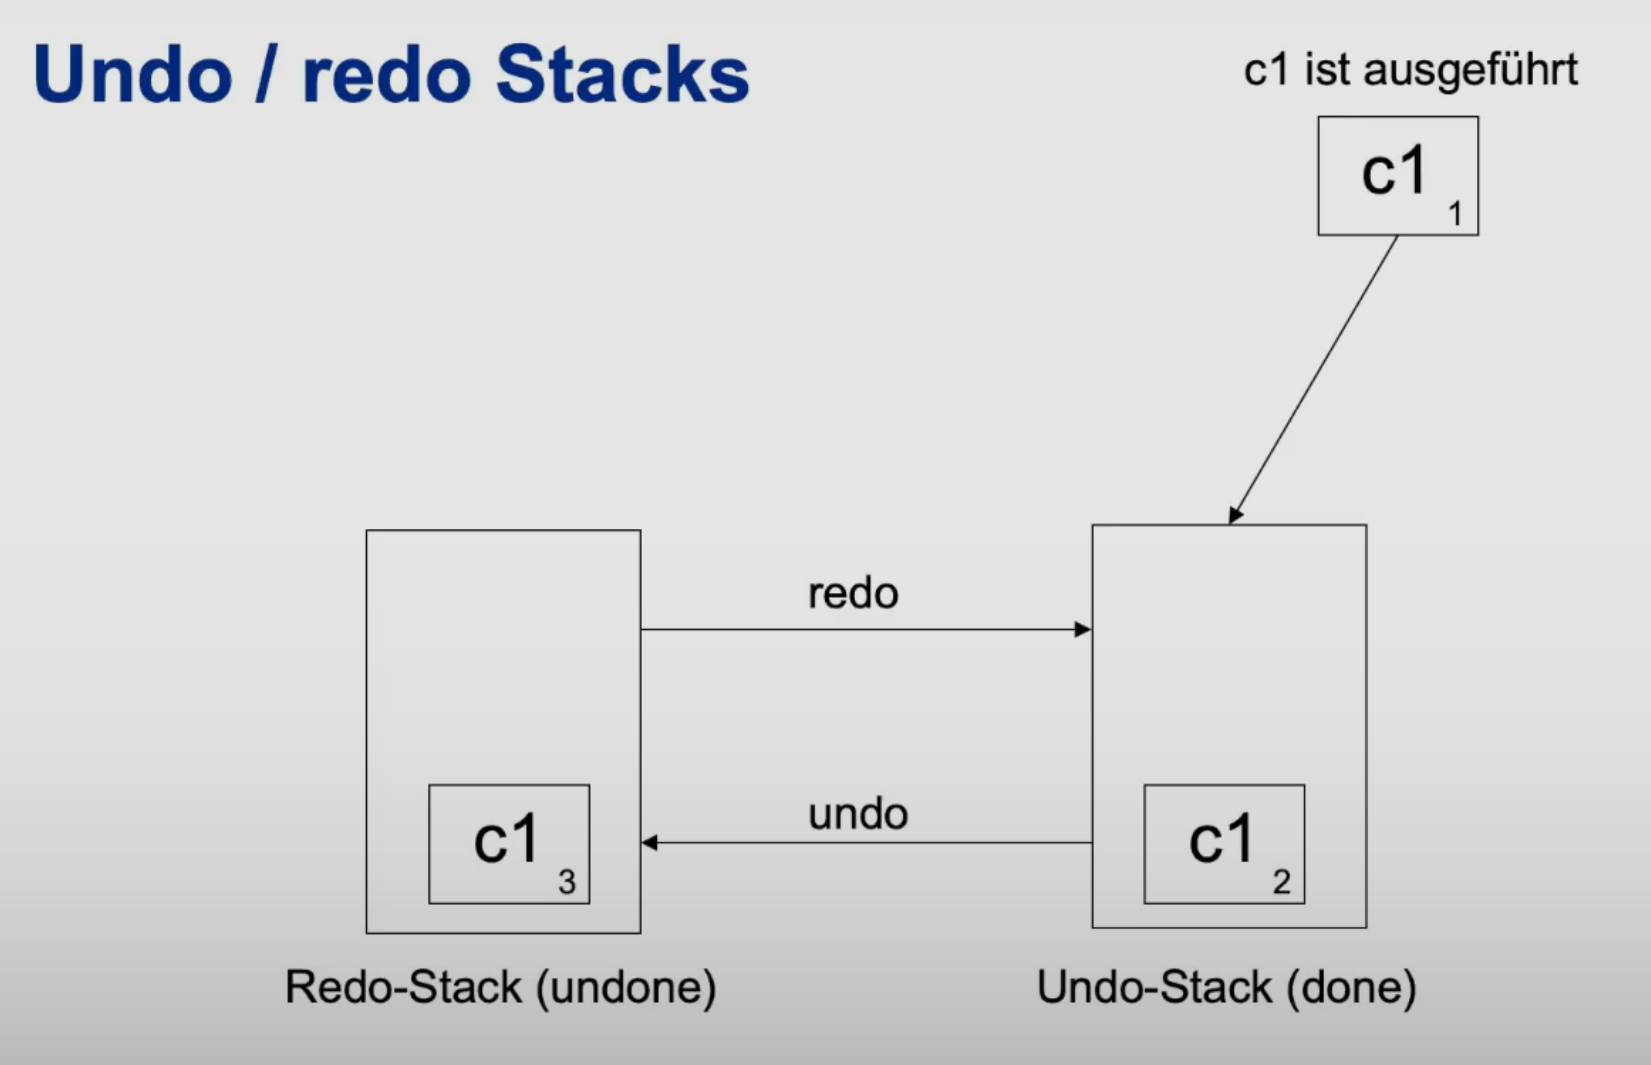 Undo / redo Stacks
c1 ist ausgeführt
c1
1
redo
undo
c1
3
c1
2
Redo-Stack (undone)
Undo-Stack (done)